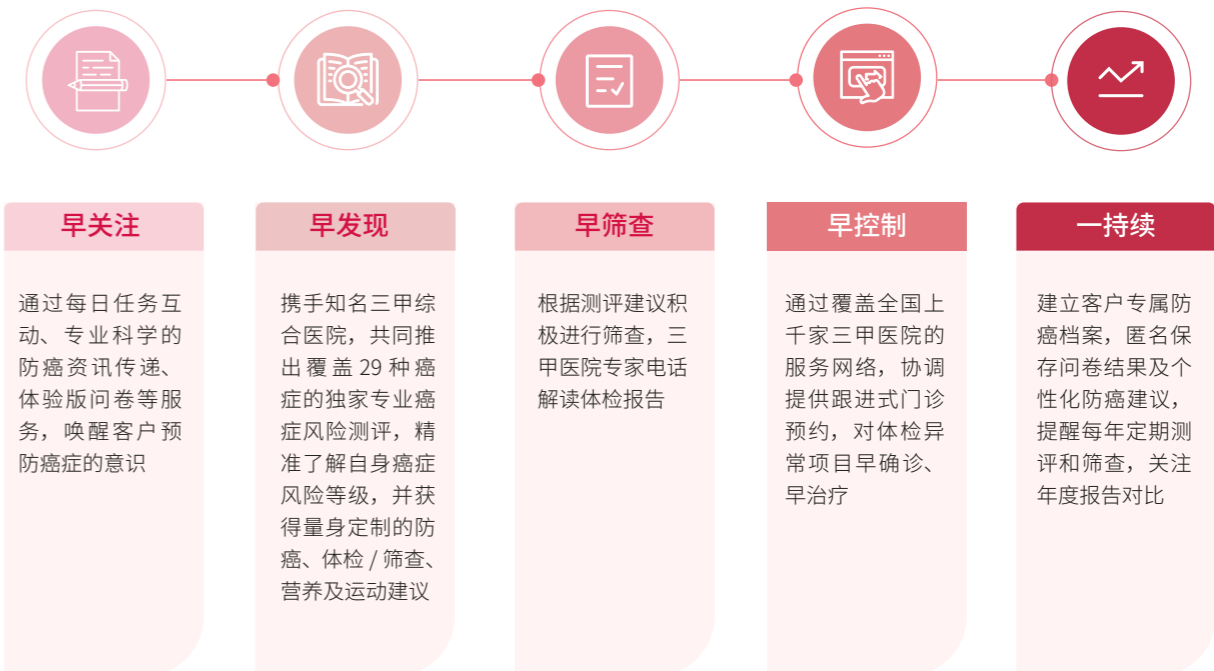 早关注
通过每日任务互
动、专业科学的
防癌资讯传递、
体验版问卷等服
务，唤醒客户预
防癌症的意识
早发现
携手知名三甲综
合医院，共同推
出覆盖 29 种癌
症的独家专业癌
症风险测评，精
准了解自身癌症
风险等级，并获
得量身定制的防
癌、体检 / 筛查、
营养及运动建议
早筛查
根据测评建议积
极进行筛查，三
甲医院专家电话
解读体检报告
早控制
通过覆盖全国上
千家三甲医院的
服务网络，协调
提供跟进式门诊
预约，对体检异
常项目早确诊、
早治疗
一持续
建立客户专属防
癌档案，匿名保
存问卷结果及个
性化防癌建议，
提醒每年定期测
评和筛查，关注
年度报告对比